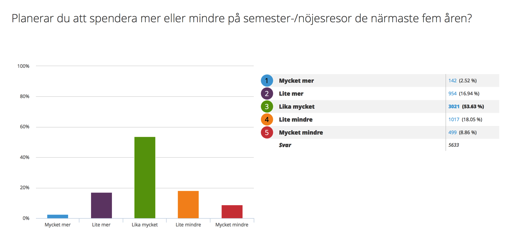 Planerar du att spendera mer eller mindre på semester-/nöjesresor de närmaste fem åren?
100%
80%
60%
40%
20%
0%
Mycket mer
Lite mer
Lika mycket
Lite mindre
Mycket mindre
1 Mycket mer 142 (2.52 %)
2 Lite mer 954 (16.94 %)
3 Lika mycket 3021 (53.63 %)
4 Lite mindre 1017 (18.05 %)
5 Mycket mindre 499 (8.86 %)
Svar 5633